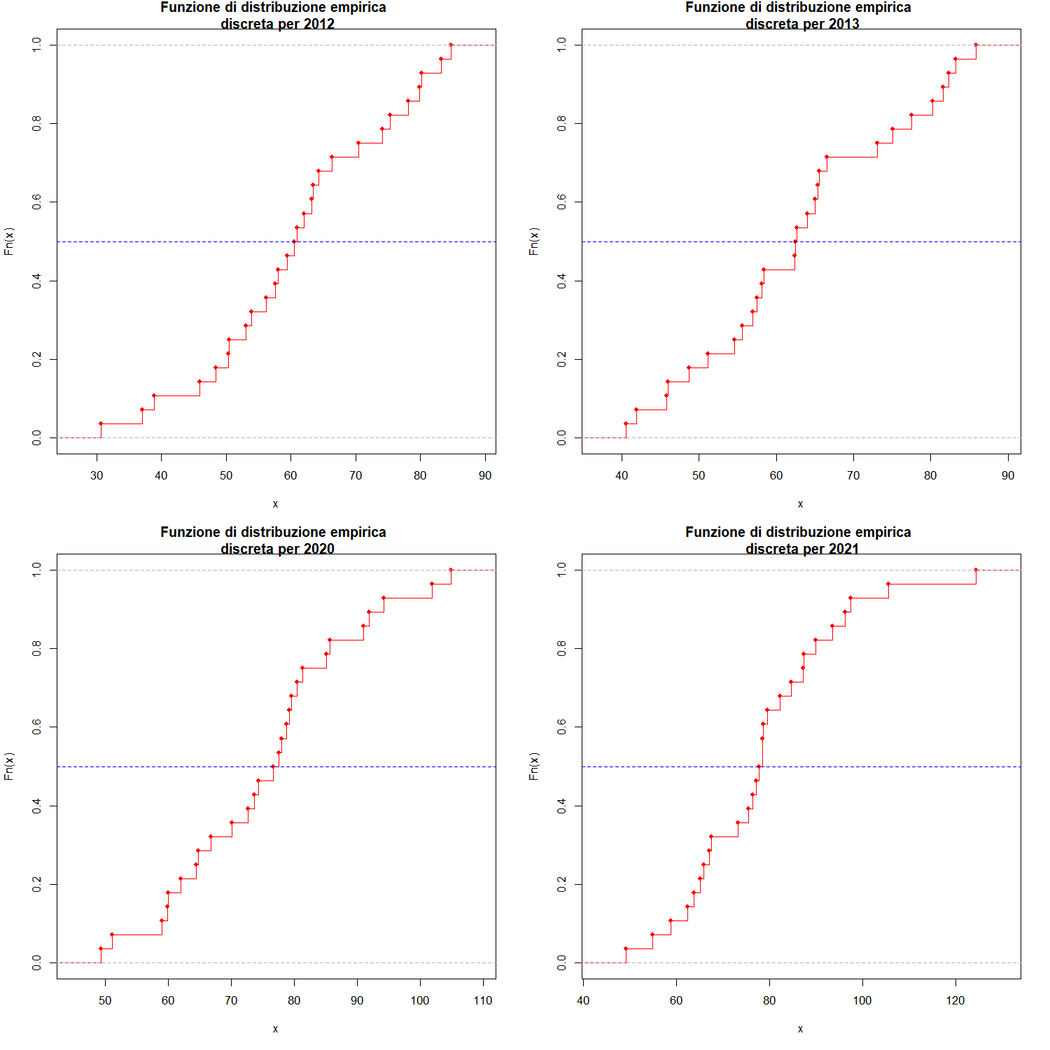 Funzione di distribuzione empirica
discreta per 2012
Fn(x)
1.0
0.8
0.6
0.4
0.2
0.0
30 40 50 60 70 80 90
x
Funzione di distribuzione empirica
discreta per 2013
Fn(x)
1.0
0.8
0.6
0.4
0.2
0.0
40 50 60 70 80 90
x
Funzione di distribuzione empirica
discreta per 2020
Fn(x)
1.0
0.8
0.6
0.4
0.2
0.0
50 60 70 80 90 100 110
x
Funzione di distribuzione empirica
discreta per 2021
Fn(x)
1.0
0.8
0.6
0.4
0.2
0.0
40 60 80 100 120
x